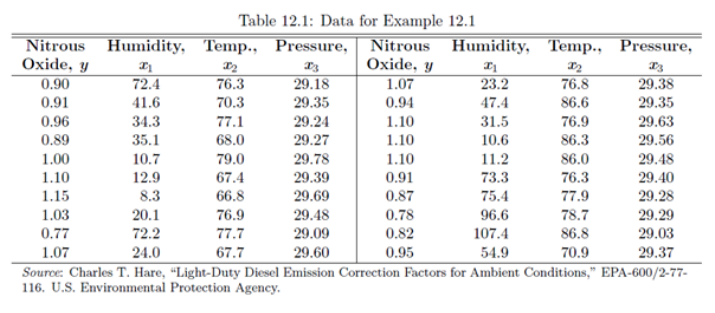 Table 12.1: Data for Example 12.1
Nitrous Humidity, Temp., Pressure, Nitrous Humidity, Temp., Pressure,
Oxide, y x₁ x₂ x₃ Oxide, y x₁ x₂ x₃
0.90 72.4 76.3 29.18 1.07 23.2 76.8 29.38
0.91 41.6 70.3 29.35 0.94 47.4 86.6 29.35
0.96 34.3 77.1 29.24 1.10 31.5 76.9 29.63
0.89 35.1 68.0 29.27 1.10 10.6 86.3 29.56
1.00 10.7 79.0 29.78 1.10 11.2 86.0 29.48
1.10 12.9 67.4 29.39 0.91 73.3 76.3 29.40
1.15 8.3 66.8 29.69 0.87 75.4 77.9 29.28
1.03 20.1 76.9 29.48 0.78 96.6 78.7 29.29
0.77 72.2 77.7 29.09 0.82 107.4 86.8 29.03
1.07 24.0 67.7 29.60 0.95 54.9 70.9 29.37
Source: Charles T. Hare, “Light-Duty Diesel Emission Correction Factors for Ambient Conditions,” EPA-600/2-77-
116. U.S. Environmental Protection Agency.